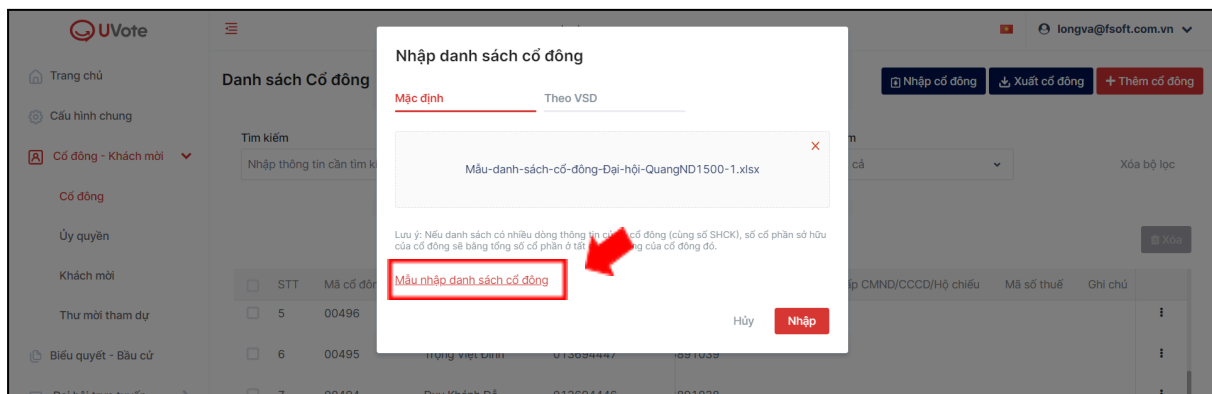 UVote
longva@fsoft.com.vn
Nhập danh sách cổ đông
Trang chủ
Danh sách Cổ đông
Nhập cổ đông
Xuất cổ đông
+ Thêm cổ đông
Mặc định
Theo VSD
Cấu hình chung
Tìm kiếm
Cổ đông - Khách mời
Nhập thông tin cần tìm k
Mẫu-danh-sách-cổ-đông-Đại-hội-QuangND1500-1.xlsx
cả
Xóa bộ lọc
Cổ đông
Ủy quyền
Lưu ý: Nếu danh sách có nhiều dòng thông tin cổ đông (cùng số SHCK), số cổ phần sở hữu
của cổ đông sẽ bằng tổng số cổ phần ở tất của cổ đông đó.
Xóa
Khách mời
Mẫu nhập danh sách cổ đông
STT
Mã cổ đôn
ấp CMND/CCCD/Hộ chiếu
Mã số thuế
Ghi chú
Thư mời tham dự
5
00496
Hủy
Nhập
Biểu quyết - Bầu cử
6
00495
Trọng Việt Đinh
013694447